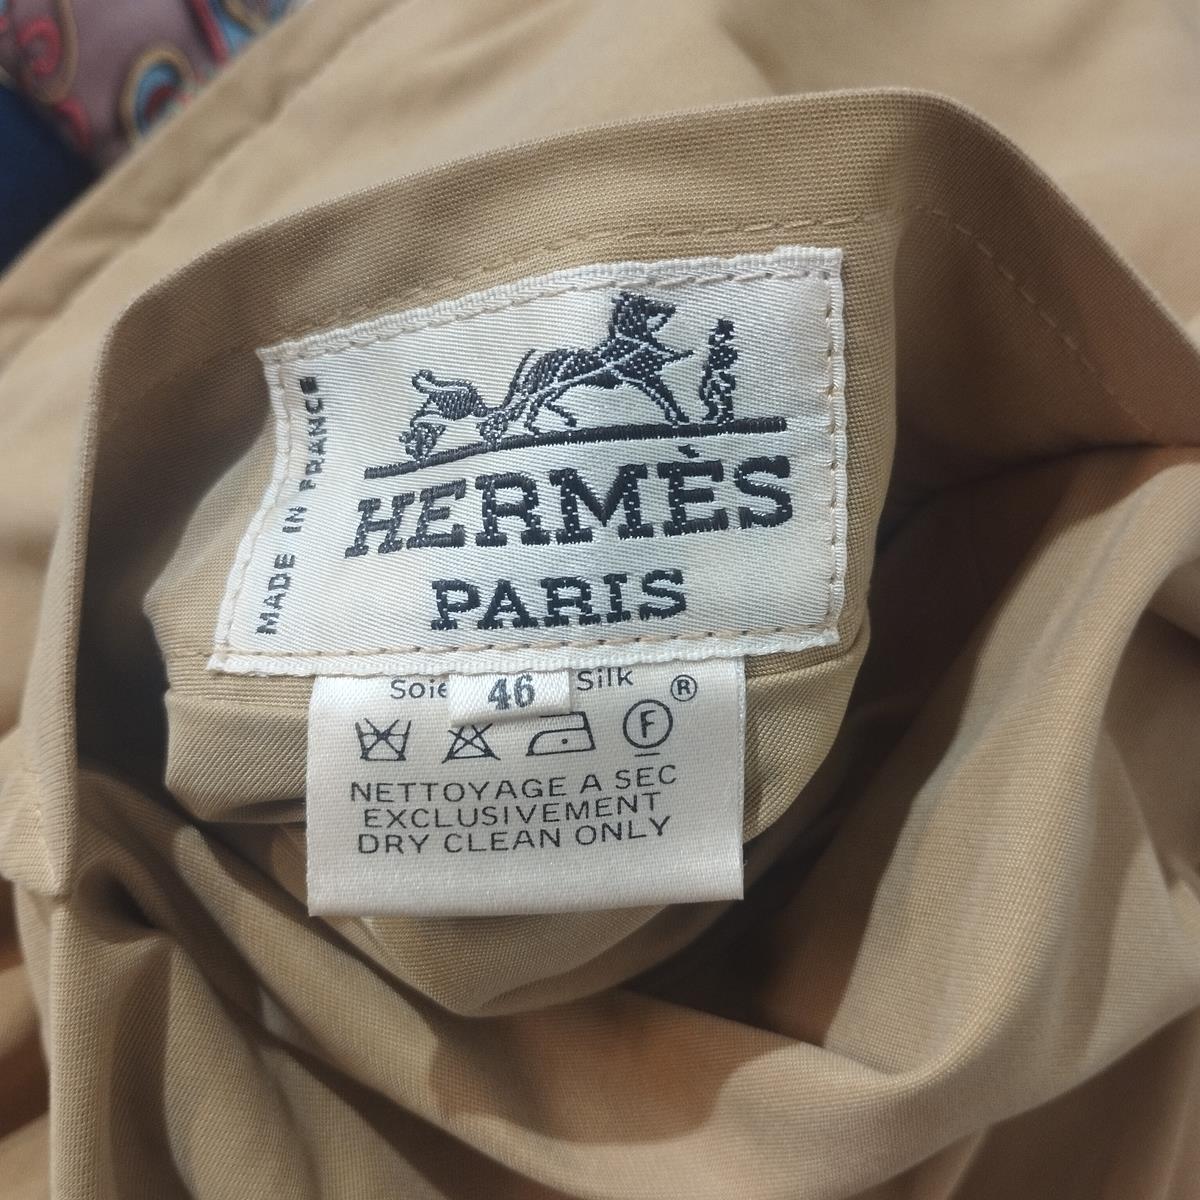 MADE IN FRANCE
HERMÈS
PARIS
Soie 46 Silk
F ®
NETTOYAGE A SEC
EXCLUSIVEMENT
DRY CLEAN ONLY